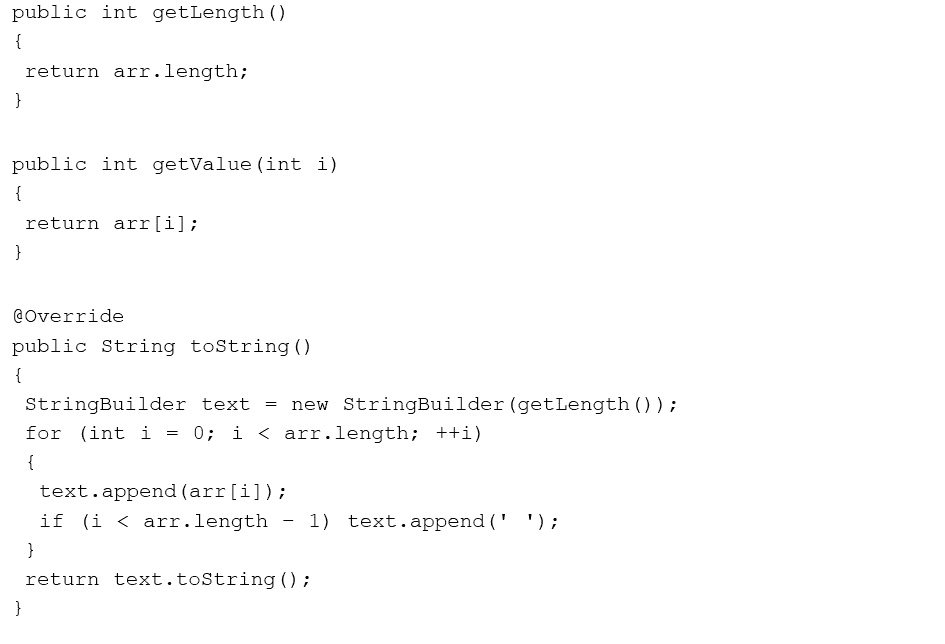 public int getLength()
{
 return arr.length;
}

public int getValue(int i)
{
 return arr[i];
}

@Override
public String toString()
{
 StringBuilder text = new StringBuilder(getLength());
 for (int i = 0; i < arr.length; ++i)
 {
  text.append(arr[i]);
  if (i < arr.length - 1) text.append(' ');
 }
 return text.toString();
}